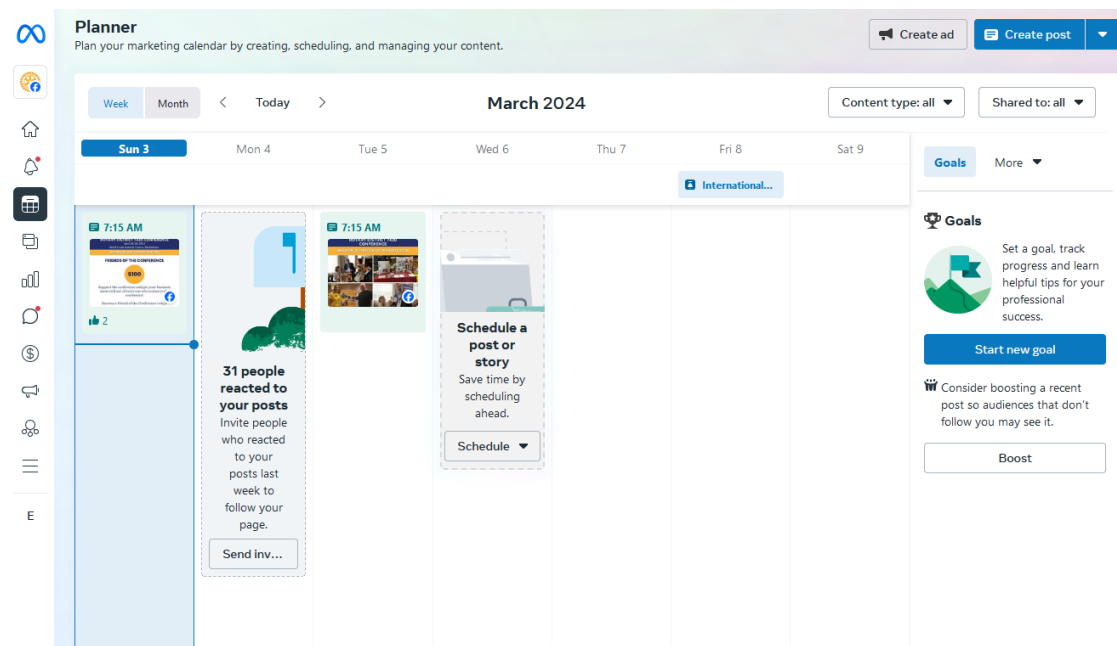 Planner
Plan your marketing calendar by creating, scheduling, and managing your content.
Create ad
Create post
Week
Month
Today
March 2024
Content type: all
Shared to: all
Sun 3
Mon 4
Tue 5
Wed 6
Thu 7
Fri 8
Sat 9
International...
7:15 AM
FRIENDS OF THE CONFERENCE
$100
2
31 people
reacted to
your posts
Invite people
who reacted
to your
posts last
week to
follow your
page.
Send inv...
7:15 AM
CONFERENCE
Schedule a
post or
story
Save time by
scheduling
ahead.
Schedule
Goals
More
Goals
Set a goal, track
progress and learn
helpful tips for your
professional
success.
Start new goal
Consider boosting a recent
post so audiences that don't
follow you may see it.
Boost
E